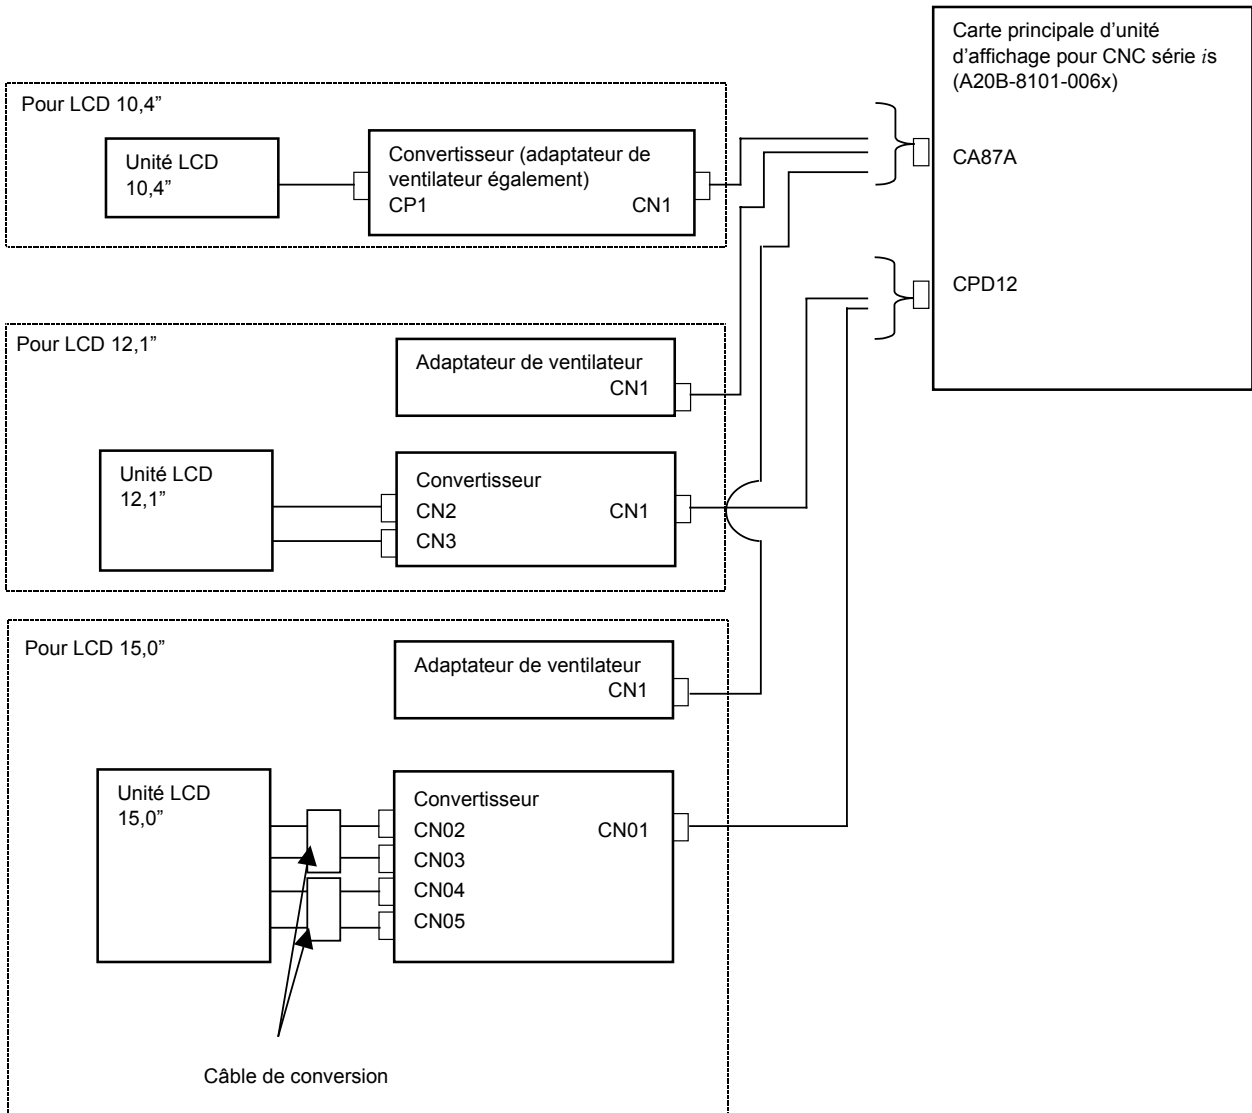 Carte principale d’unité
d’affichage pour CNC série is
(A20B-8101-006x)
CA87A
CPD12
Pour LCD 10,4”
Unité LCD
10,4”
Convertisseur (adaptateur de
ventilateur également)
CP1 CN1
Pour LCD 12,1”
Adaptateur de ventilateur
CN1
Unité LCD
12,1”
Convertisseur
CN2 CN1
CN3
Pour LCD 15,0”
Adaptateur de ventilateur
CN1
Unité LCD
15,0”
Convertisseur
CN02 CN01
CN03
CN04
CN05
Câble de conversion